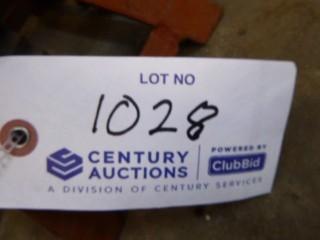 LOT NO
1028
CENTURY AUCTIONS
POWERED BY
ClubBid
A DIVISION OF CENTURY SERVICES